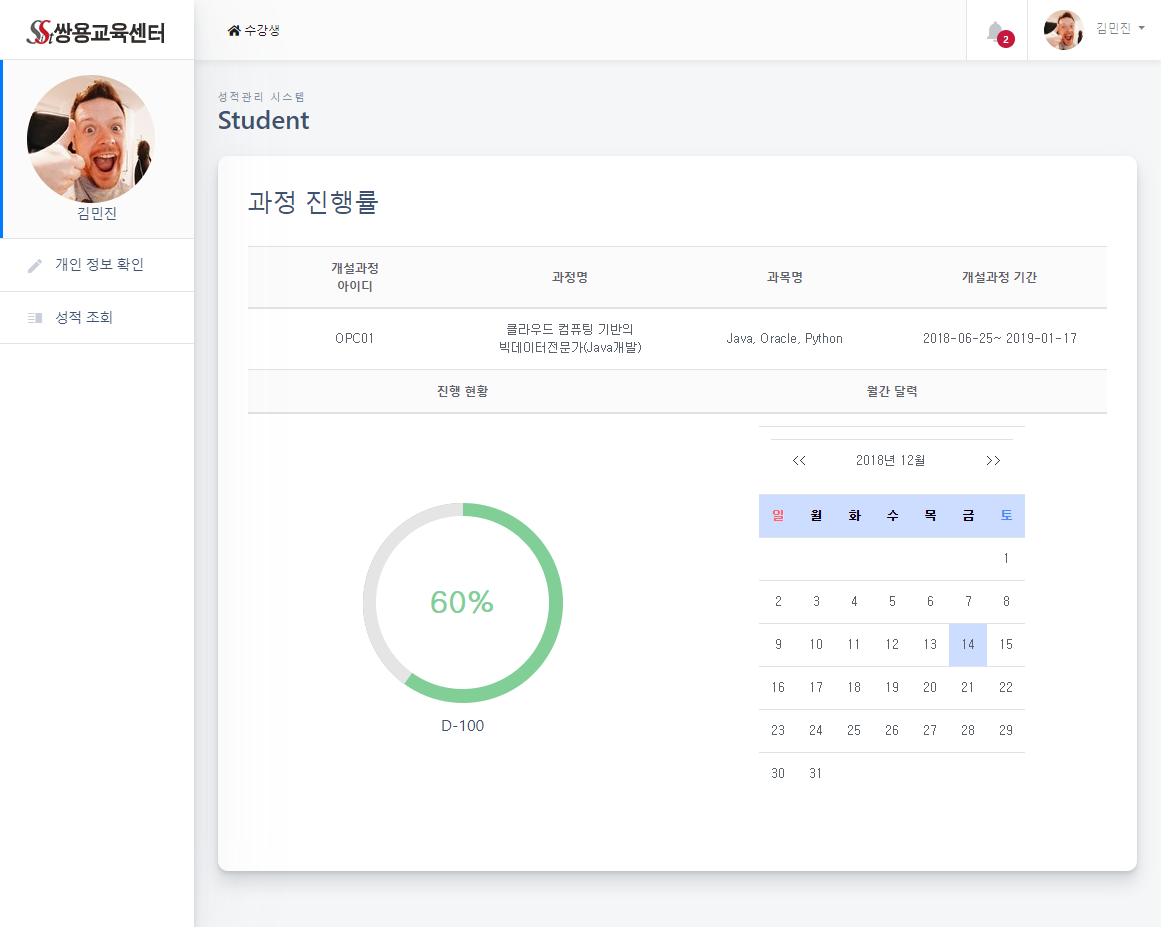 SSt쌍용교육센터
수강생
2
김민진
김민진
개인 정보 확인
성적 조회
성적관리 시스템
Student
과정 진행률
개설과정
아이디
과정명
과목명
개설과정 기간
OPC01
클라우드 컴퓨팅 기반의
빅데이터전문가(Java개발)
Java, Oracle, Python
2018-06-25~ 2019-01-17
진행 현황
월간 달력
60%
D-100
<< 2018년 12월 >>
일 월 화 수 목 금 토
1
2 3 4 5 6 7 8
9 10 11 12 13 14 15
16 17 18 19 20 21 22
23 24 25 26 27 28 29
30 31